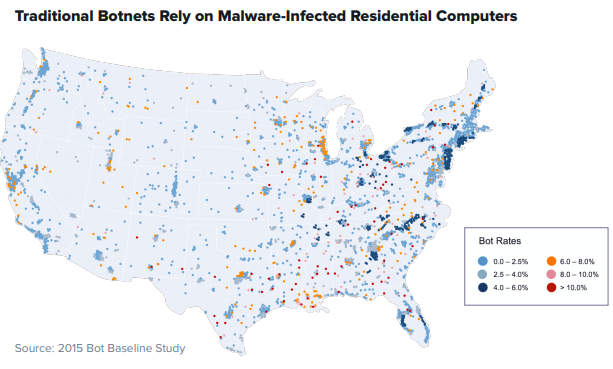 Traditional Botnets Rely on Malware-Infected Residential Computers
Bot Rates
0.0 – 2.5%
6.0 – 8.0%
2.5 – 4.0%
8.0 – 10.0%
4.0 – 6.0%
> 10.0%
Source: 2015 Bot Baseline Study